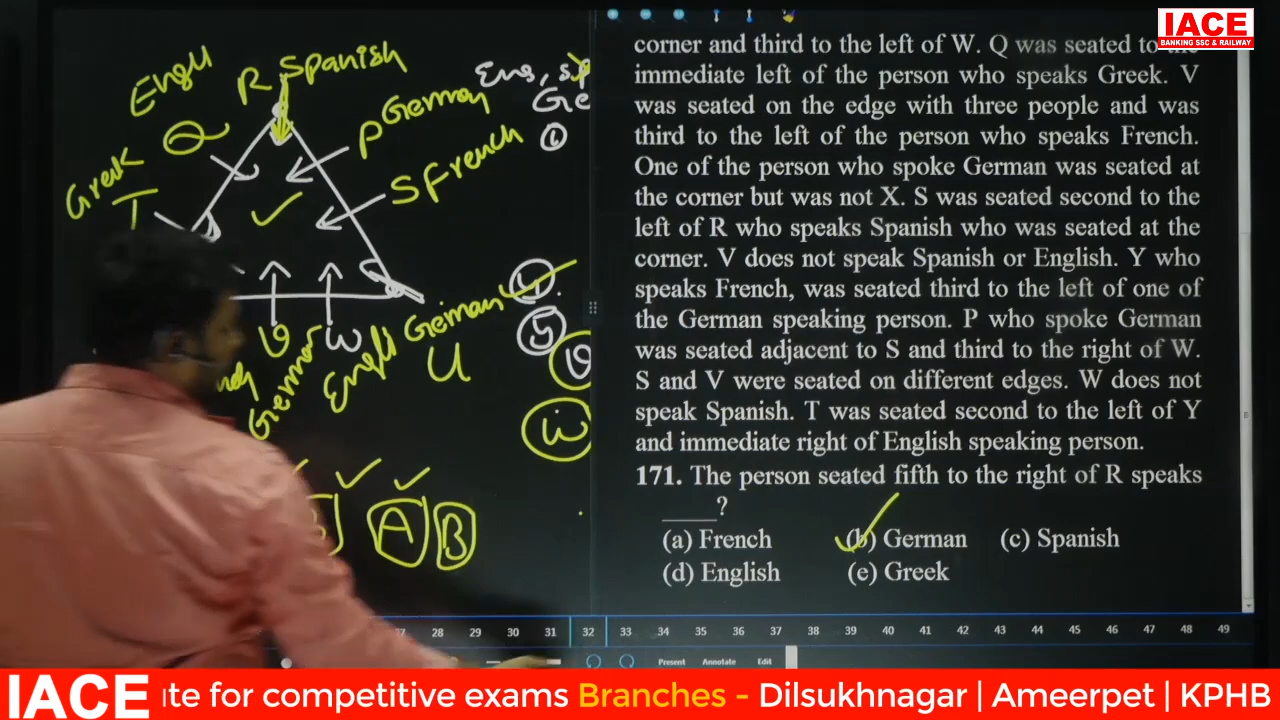 IACE
BANKING SSC & RAILWAY
corner and third to the left of W. Q was seated to the
immediate left of the person who speaks Greek. V
was seated on the edge with three people and was
third to the left of the person who speaks French.
One of the person who spoke German was seated at
the corner but was not X. S was seated second to the
left of R who speaks Spanish who was seated at the
corner. V does not speak Spanish or English. Y who
speaks French, was seated third to the left of one of
the German speaking person. P who spoke German
was seated adjacent to S and third to the right of W.
S and V were seated on different edges. W does not
speak Spanish. T was seated second to the left of Y
and immediate right of English speaking person.
171. The person seated fifth to the right of R speaks
____?
(a) French (b) German (c) Spanish
(d) English (e) Greek
Engli
R Spanish
Eng, sp
Ge
Q
P German
S French
Greek
T
V
German
W
Engli
German
U
A B
27 28 29 30 31 32 33 34 35 36 37 38 39 40 41 42 43 44 45 46 47 48 49
Present Annotate Edit
IACE
ute for competitive exams Branches - Dilsukhnagar | Ameerpet | KPHB